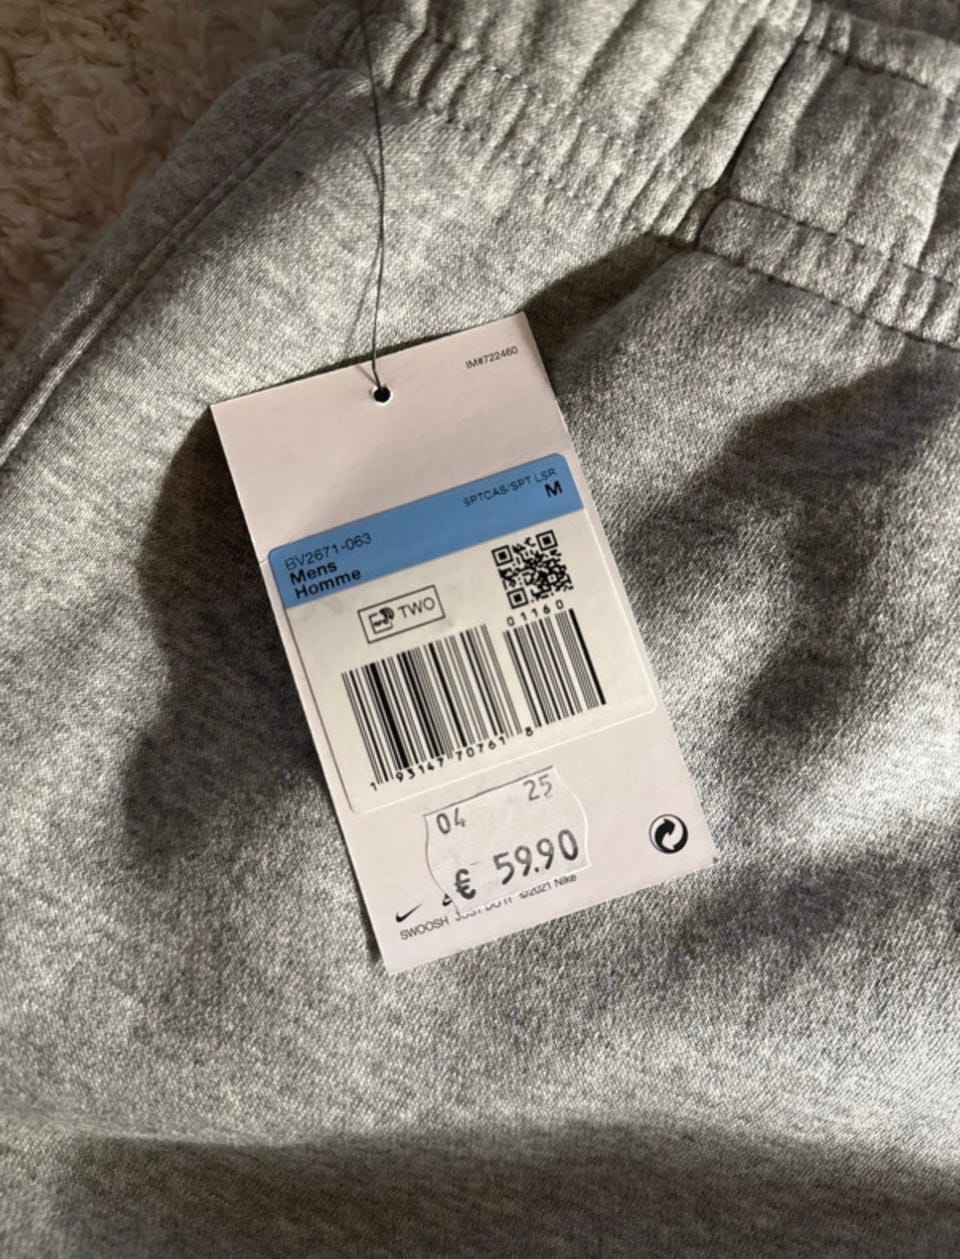 IM#722460
SPTCAS/SPT LSR
M
BV2671-063
Mens
Homme
TWO
01160
1 93147 70761 8
04 25
€ 59.90
SWOOSH JUST DO IT ©2021 Nike